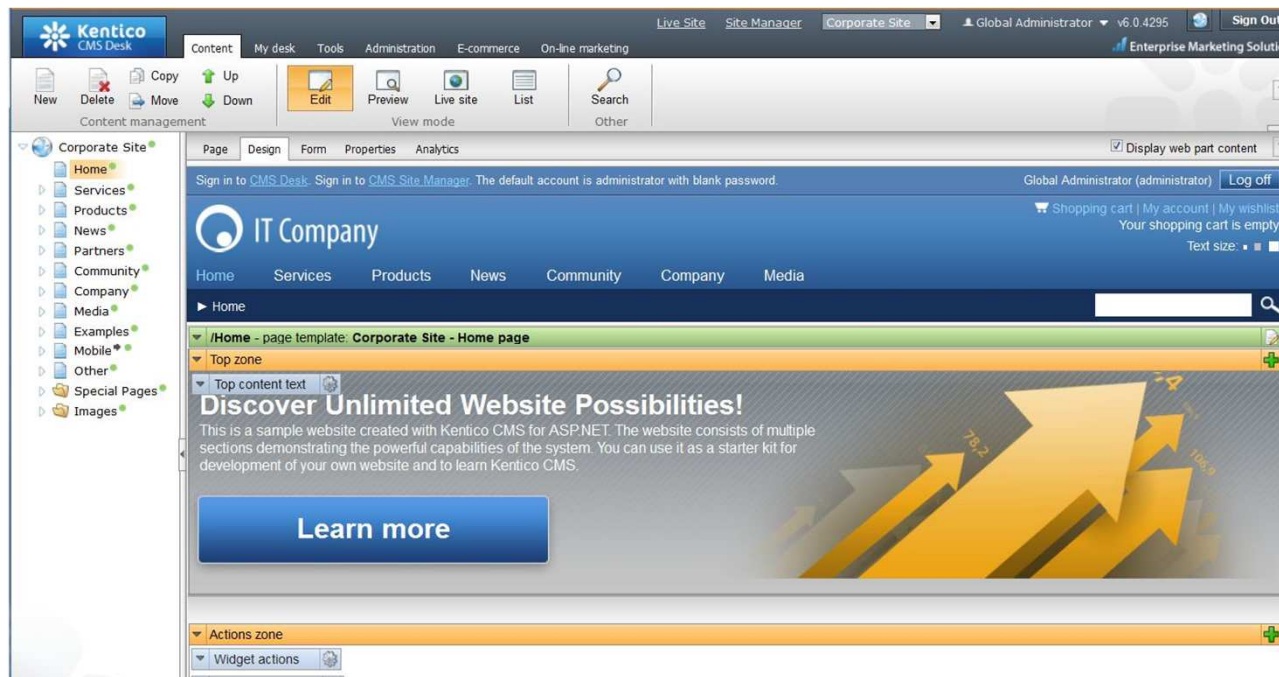 Kentico
CMS Desk
Live Site Site Manager Corporate Site Global Administrator v6.0.4295 Sign Out
Content My desk Tools Administration E-commerce On-line marketing
Enterprise Marketing Soluti
New Delete Copy Move Up Down
Content management
Edit Preview Live site List
View mode
Search
Other
Corporate Site
Home
Services
Products
News
Partners
Community
Company
Media
Examples
Mobile
Other
Special Pages
Images
Page Design Form Properties Analytics
Display web part content
Sign in to CMS Desk. Sign in to CMS Site Manager. The default account is administrator with blank password.
Global Administrator (administrator) Log off
Shopping cart | My account | My wishlist
Your shopping cart is empty
Text size:
IT Company
Home Services Products News Community Company Media
Home
/Home - page template: Corporate Site - Home page
Top zone
Top content text
Discover Unlimited Website Possibilities!
This is a sample website created with Kentico CMS for ASP.NET. The website consists of multiple
sections demonstrating the powerful capabilities of the system. You can use it as a starter kit for
development of your own website and to learn Kentico CMS.
Learn more
78,2
106,9
Actions zone
Widget actions